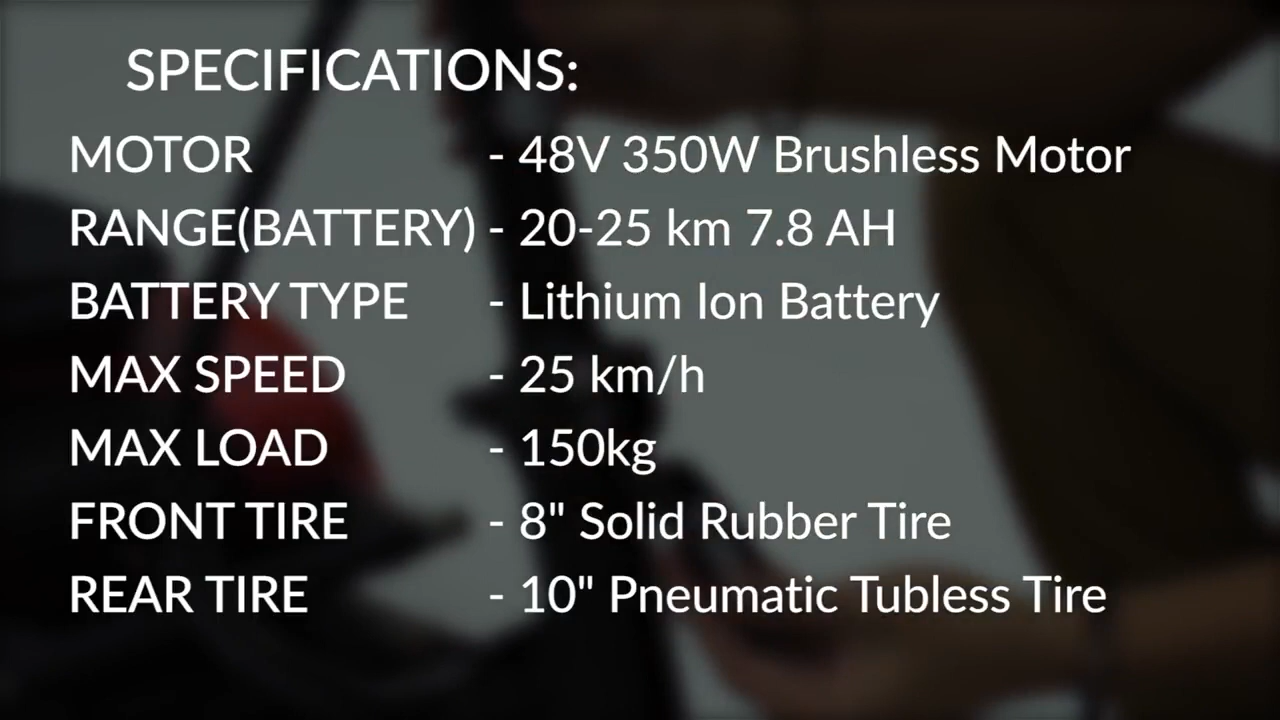 SPECIFICATIONS:
MOTOR - 48V 350W Brushless Motor
RANGE(BATTERY) - 20-25 km 7.8 AH
BATTERY TYPE - Lithium Ion Battery
MAX SPEED - 25 km/h
MAX LOAD - 150kg
FRONT TIRE - 8" Solid Rubber Tire
REAR TIRE - 10" Pneumatic Tubless Tire